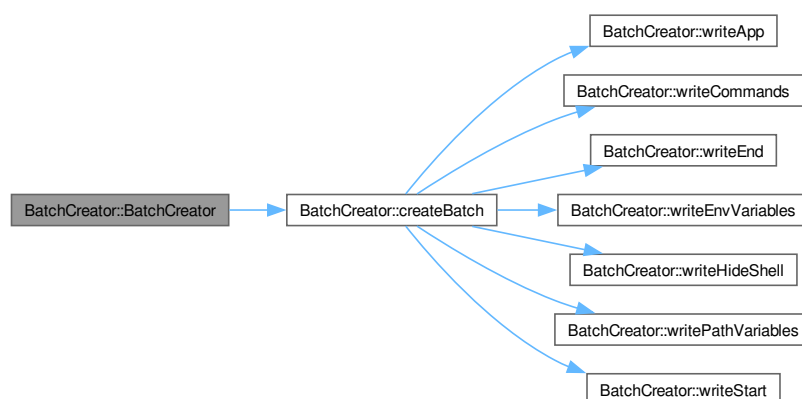 BatchCreator::BatchCreator
BatchCreator::createBatch
BatchCreator::writeApp
BatchCreator::writeCommands
BatchCreator::writeEnd
BatchCreator::writeEnvVariables
BatchCreator::writeHideShell
BatchCreator::writePathVariables
BatchCreator::writeStart